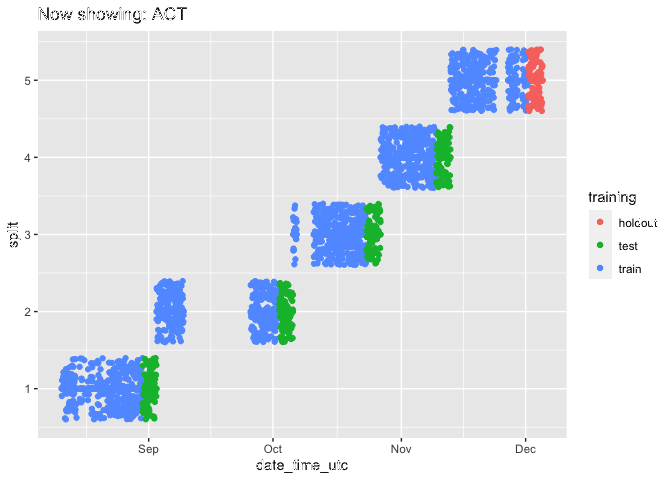 Now showing: ACT
5
4
3
2
1
split
Sep
Oct
Nov
Dec
date_time_utc
training
holdout
test
train